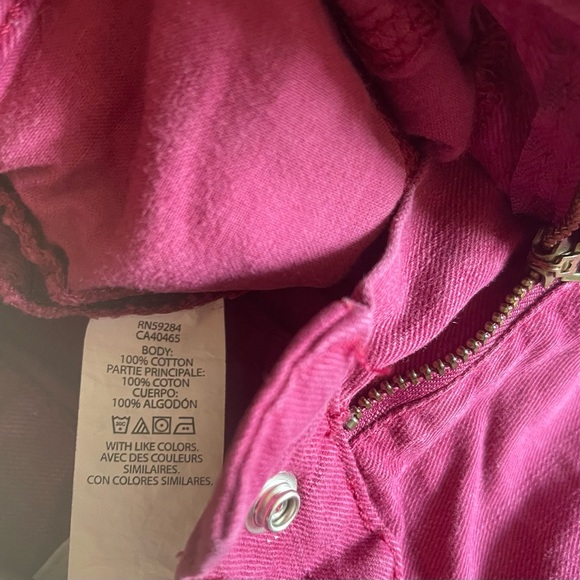 RN59284
CA40465
BODY:
100% COTTON
PARTIE PRINCIPALE:
100% COTON
CUERPO:
100% ALGODÓN
WITH LIKE COLORS.
AVEC DES COULEURS
SIMILAIRES.
CON COLORES SIMILARES.